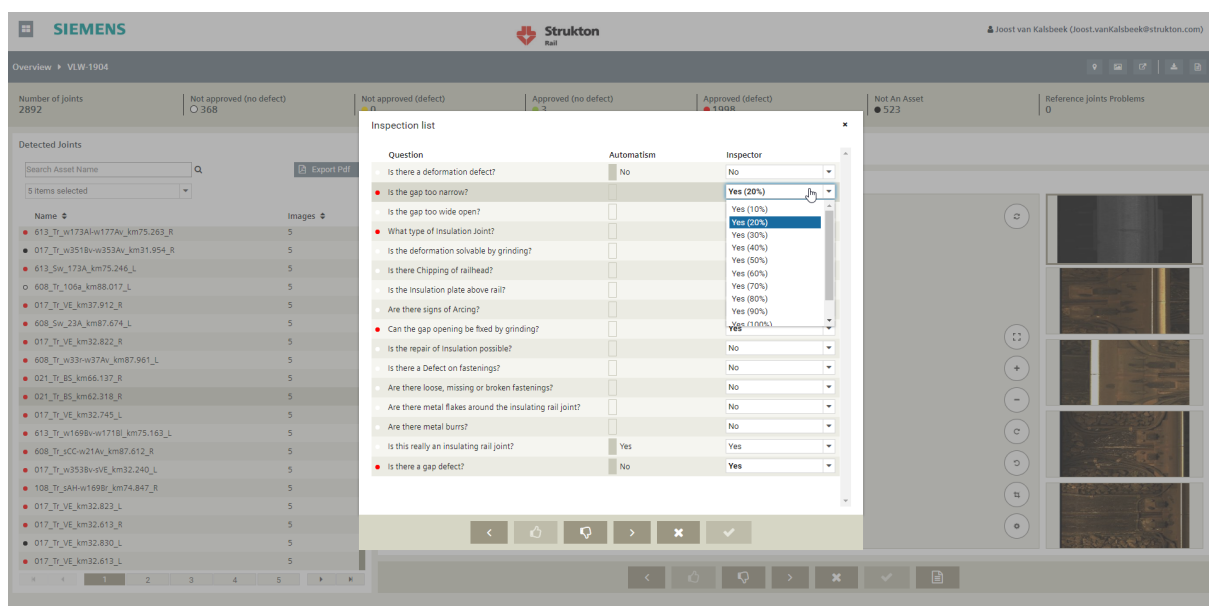 SIEMENS
Strukton
Rail
Joost van Kalsbeek (Joost.vanKalsbeek@strukton.com)
Overview VLW-1904
Number of joints
2892
Not approved (no defect)
368
Not approved (defect)
0
Approved (no defect)
3
Approved (defect)
1998
Not An Asset
523
Reference joints Problems
0
Detected Joints
Search Asset Name
Export Pdf
5 items selected
Name Images
613_Tr_w173Al-w177Av_km75.263_R 5
017_Tr_w351Bv-w353Av_km31.954_R 5
613_Sw_173A_km75.246_L 5
608_Tr_106a_km88.017_L 5
017_Tr_VE_km37.912_R 5
608_Sw_23A_km87.674_L 5
017_Tr_VE_km32.822_R 5
608_Tr_w33r-w37Av_km87.961_L 5
021_Tr_BS_km66.137_R 5
021_Tr_BS_km62.318_R 5
017_Tr_VE_km32.745_L 5
613_Tr_w169Bv-w171Bl_km75.163_L 5
608_Tr_sCC-w21Av_km87.612_R 5
017_Tr_w353Bv-sVE_km32.240_L 5
108_Tr_sAH-w169Br_km74.847_R 5
017_Tr_VE_km32.823_L 5
017_Tr_VE_km32.613_R 5
017_Tr_VE_km32.830_L 5
017_Tr_VE_km32.613_L 5
1 2 3 4 5
Inspection list
Question Automatism Inspector
Is there a deformation defect? No No
Is the gap too narrow? Yes (20%)
Is the gap too wide open?
What type of Insulation Joint?
Is the deformation solvable by grinding?
Is there Chipping of railhead?
Is the Insulation plate above rail?
Are there signs of Arcing?
Yes (10%)
Yes (20%)
Yes (30%)
Yes (40%)
Yes (50%)
Yes (60%)
Yes (70%)
Yes (80%)
Yes (90%)
Yes (100%)
Can the gap opening be fixed by grinding? Yes
Is the repair of Insulation possible? No
Is there a Defect on fastenings? No
Are there loose, missing or broken fastenings? No
Are there metal flakes around the insulating rail joint? No
Are there metal burrs? No
Is this really an insulating rail joint? Yes Yes
Is there a gap defect? No Yes